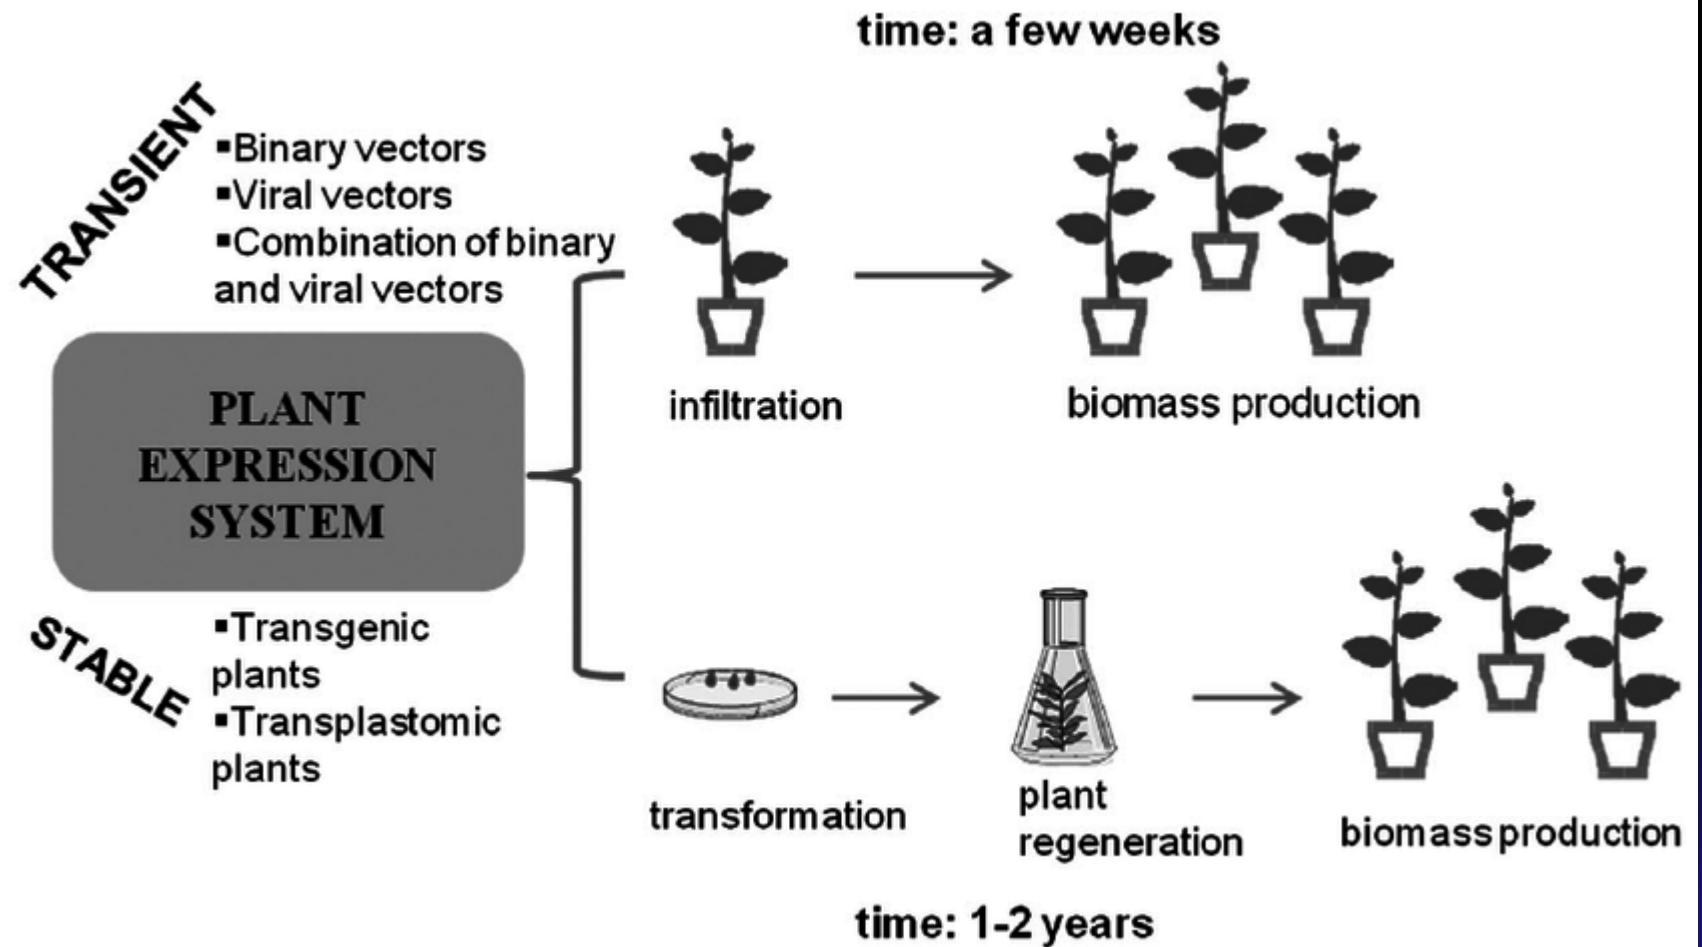 time: a few weeks
TRANSIENT
▪Binary vectors
▪Viral vectors
▪Combination of binary
and viral vectors
infiltration
biomass production
PLANT
EXPRESSION
SYSTEM
STABLE
▪Transgenic
plants
▪Transplastomic
plants
transformation
plant
regeneration
biomass production
time: 1-2 years